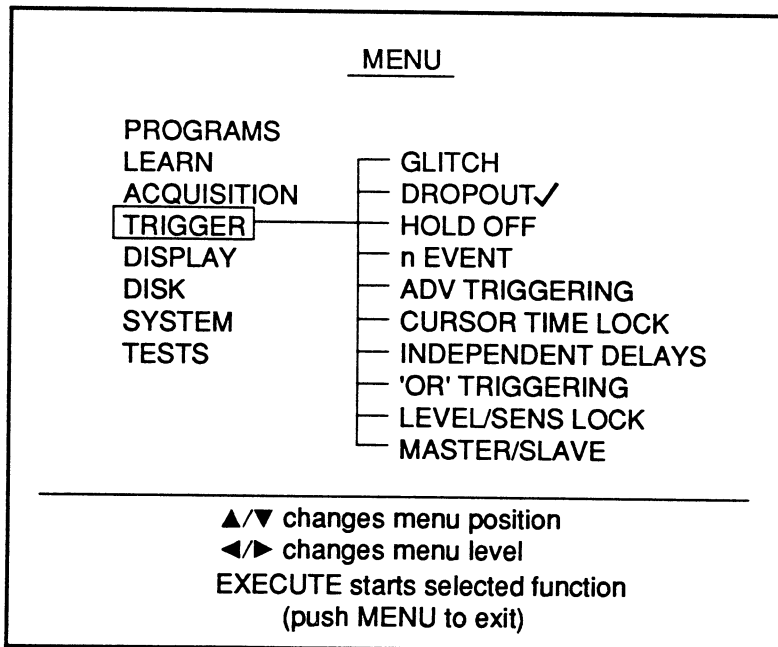 MENU
PROGRAMS
LEARN
ACQUISITION
TRIGGER
DISPLAY
DISK
SYSTEM
TESTS
GLITCH
DROPOUT✓
HOLD OFF
n EVENT
ADV TRIGGERING
CURSOR TIME LOCK
INDEPENDENT DELAYS
'OR' TRIGGERING
LEVEL/SENS LOCK
MASTER/SLAVE
▲/▼ changes menu position
◄/► changes menu level
EXECUTE starts selected function
(push MENU to exit)